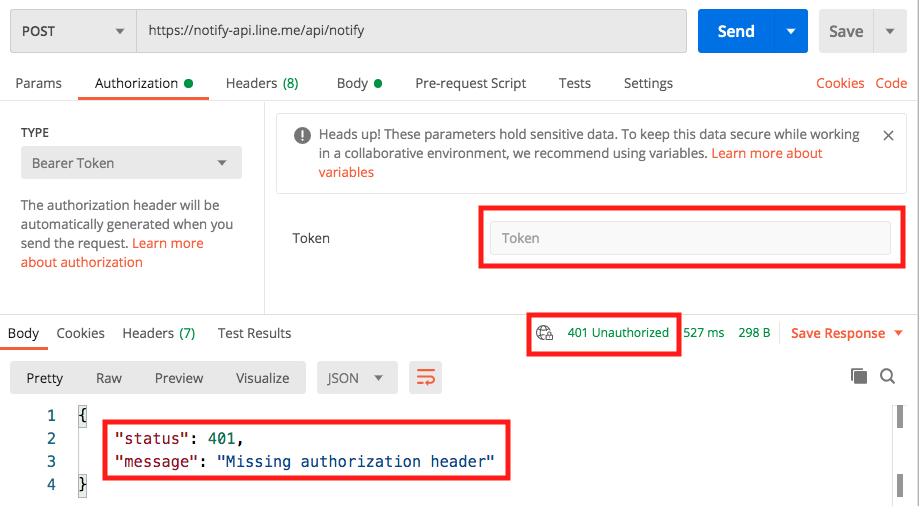 POST https://notify-api.line.me/api/notify Send Save
Params Authorization Headers (8) Body Pre-request Script Tests Settings Cookies Code
TYPE
Bearer Token
The authorization header will be
automatically generated when you
send the request. Learn more
about authorization
Heads up! These parameters hold sensitive data. To keep this data secure while working
in a collaborative environment, we recommend using variables. Learn more about
variables
Token Token
Body Cookies Headers (7) Test Results 401 Unauthorized 527 ms 298 B Save Response
Pretty Raw Preview Visualize JSON
1 {
2 "status": 401,
3 "message": "Missing authorization header"
4 }